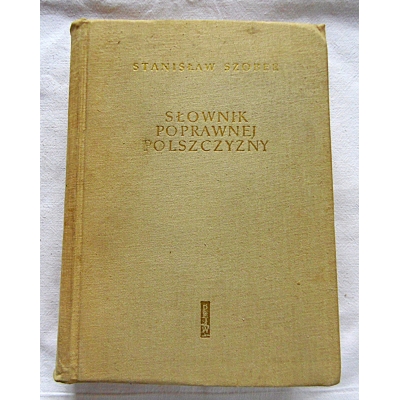 STANISŁAW SZOBER
SŁOWNIK
POPRAWNEJ
POLSZCZYZNY